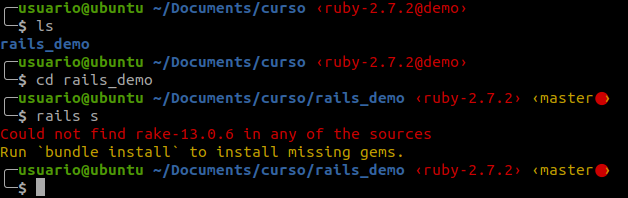 usuario@ubuntu ~/Documents/curso ‹ruby-2.7.2@demo›
$ ls
rails_demo
usuario@ubuntu ~/Documents/curso ‹ruby-2.7.2@demo›
$ cd rails_demo
usuario@ubuntu ~/Documents/curso/rails_demo ‹ruby-2.7.2› ‹master●›
$ rails s
Could not find rake-13.0.6 in any of the sources
Run `bundle install` to install missing gems.
usuario@ubuntu ~/Documents/curso/rails_demo ‹ruby-2.7.2› ‹master●›
$